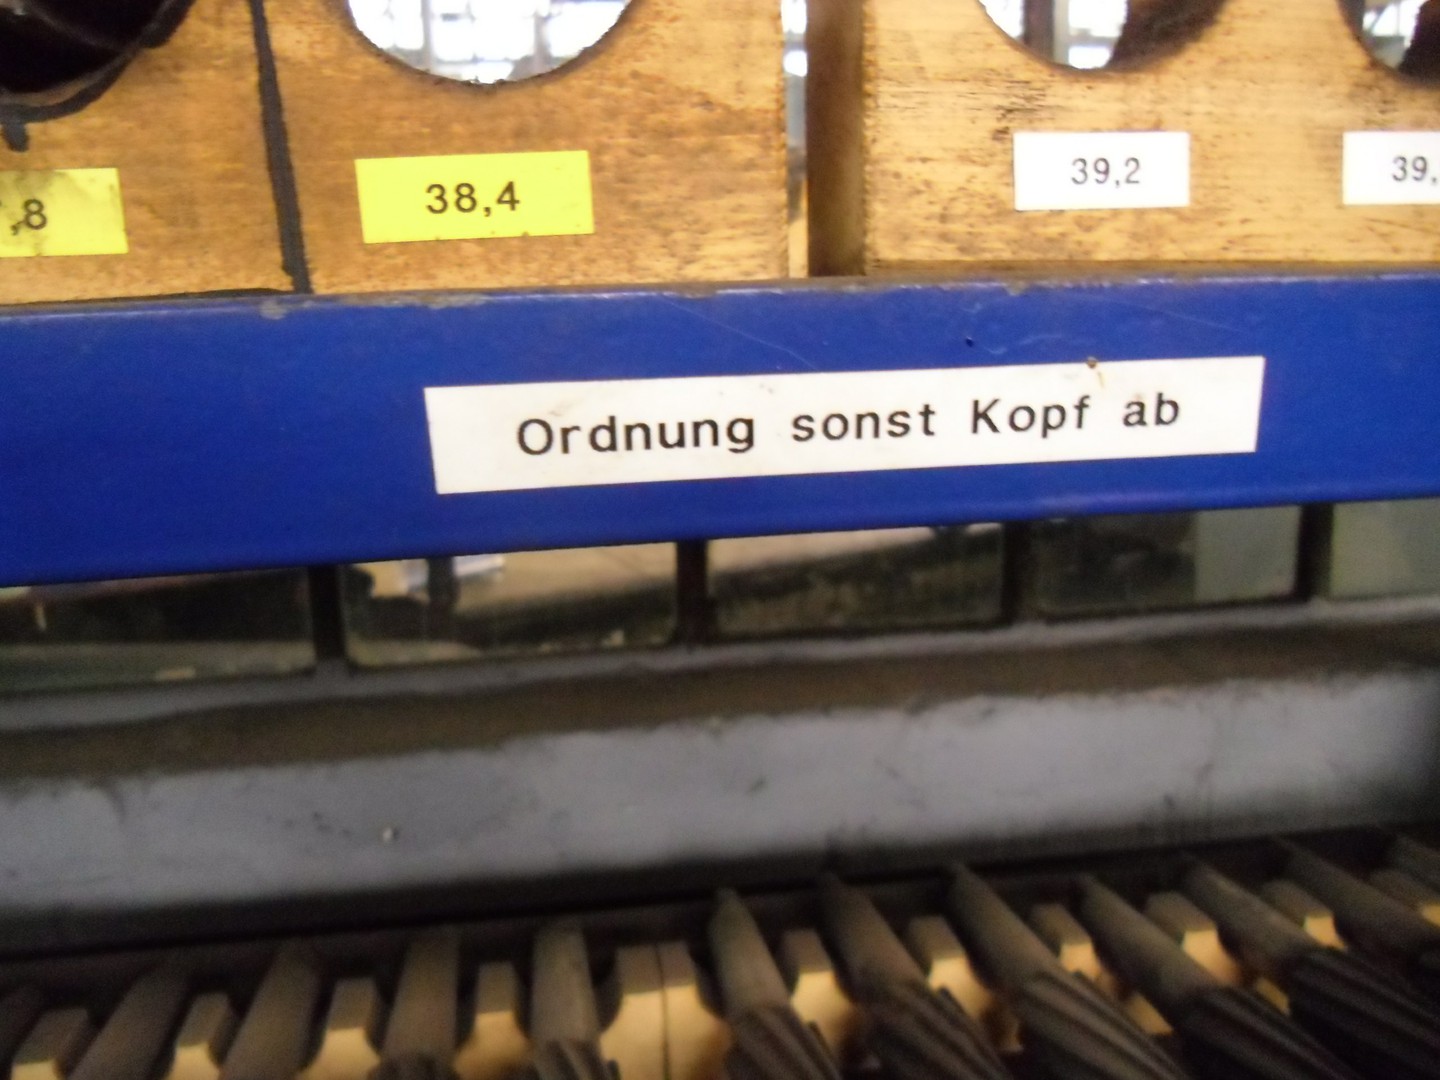 ,8
38,4
39,2
39,
Ordnung sonst Kopf ab